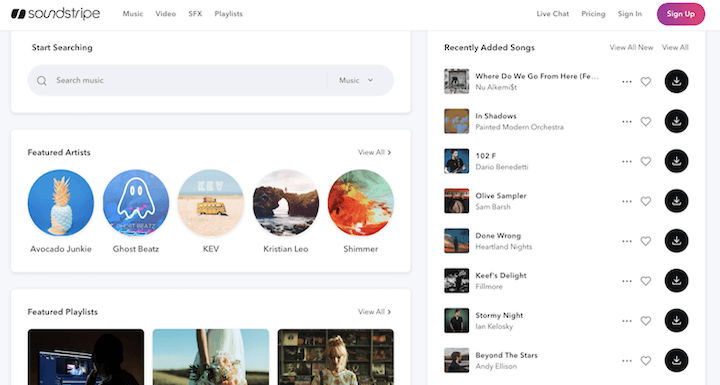 soundstripe
Music Video SFX Playlists
Live Chat Pricing Sign In Sign Up
Start Searching
Search music Music
Featured Artists View All >
KEV
GHOST BEATZ
Avocado Junkie Ghost Beatz KEV Kristian Leo Shimmer
Featured Playlists View All >
Recently Added Songs View All New View All
Where Do We Go From Here (Fe...
Nu Alkemi$t
In Shadows
Painted Modern Orchestra
102 F
Dario Benedetti
Olive Sampler
Sam Barsh
Done Wrong
Heartland Nights
Keef's Delight
Fillmore
Stormy Night
Ian Kelosky
Beyond The Stars
Andy Ellison